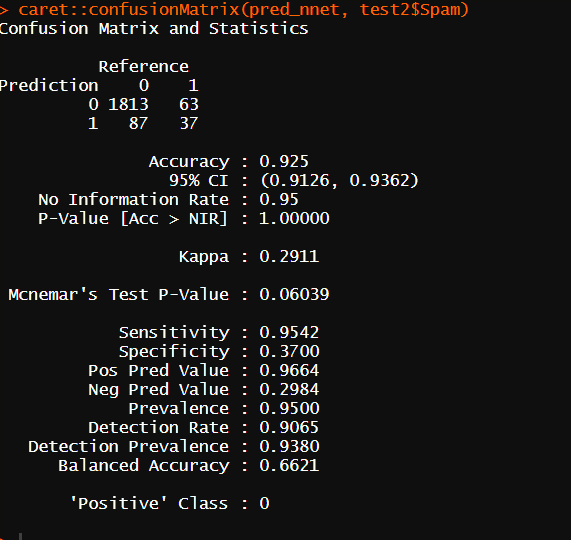 > caret::confusionMatrix(pred_nnet, test2$Spam)
Confusion Matrix and Statistics
Reference
Prediction 0 1
0 1813 63
1 87 37
Accuracy : 0.925
95% CI : (0.9126, 0.9362)
No Information Rate : 0.95
P-Value [Acc > NIR] : 1.00000
Kappa : 0.2911
Mcnemar's Test P-Value : 0.06039
Sensitivity : 0.9542
Specificity : 0.3700
Pos Pred Value : 0.9664
Neg Pred Value : 0.2984
Prevalence : 0.9500
Detection Rate : 0.9065
Detection Prevalence : 0.9380
Balanced Accuracy : 0.6621
'Positive' Class : 0